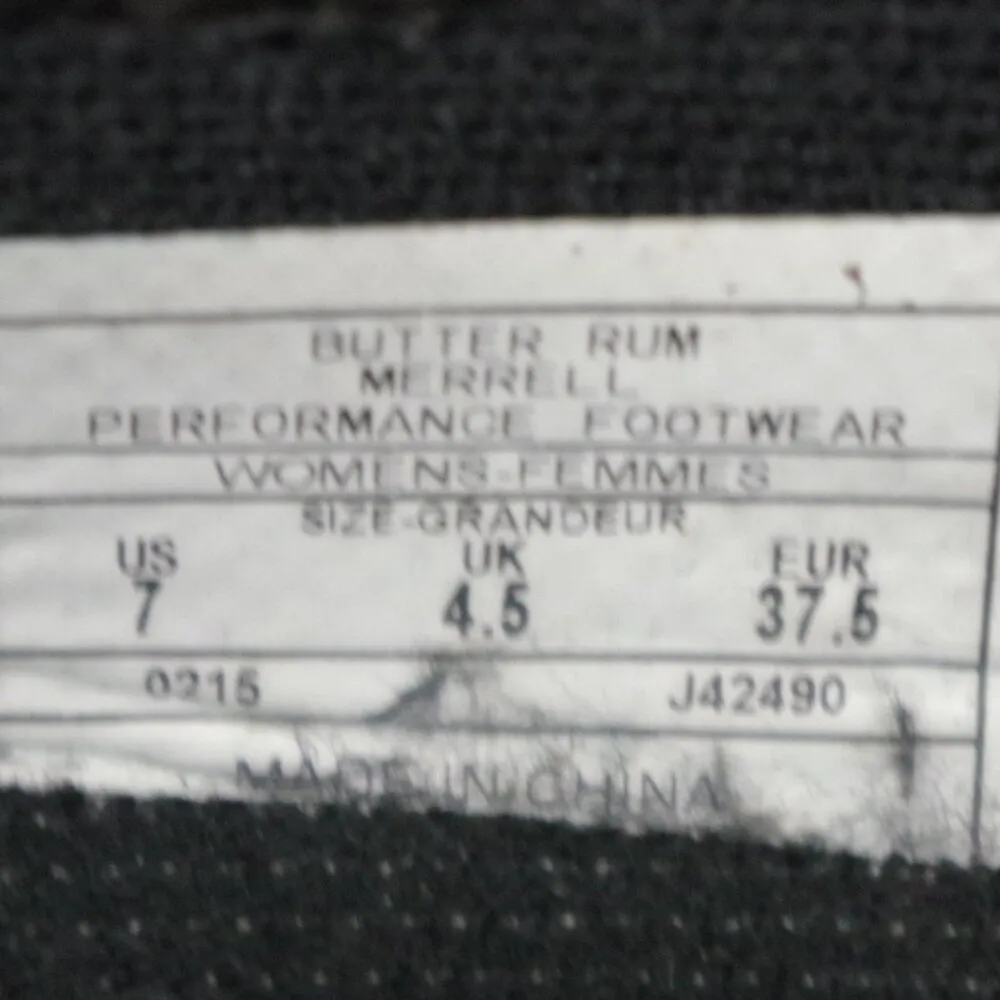 BUTTER RUM
MERRELL
PERFORMANCE FOOTWEAR
WOMENS-FEMMES
SIZE-GRANDEUR
US UK EUR
7 4.5 37.5
0215 J42490
MADE IN CHINA